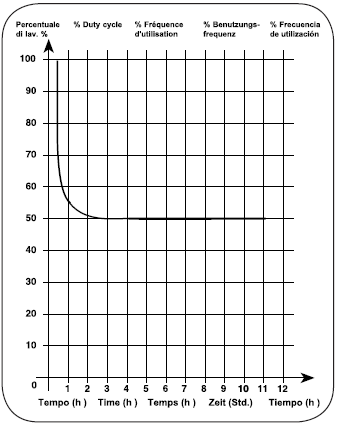 Percentuale % Duty cycle % Fréquence % Benutzungs- % Frecuencia
di lav. % d'utilisation frequenz de utilización
100
90
80
70
60
50
40
30
20
10
0
1 2 3 4 5 6 7 8 9 10 11 12
Tempo (h ) Time (h ) Temps (h ) Zeit (Std.) Tiempo (h )